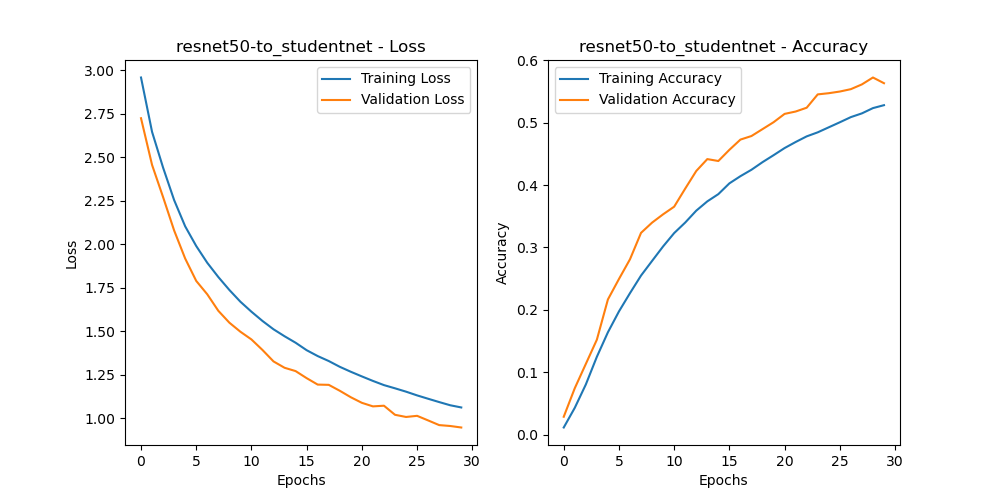 resnet50-to_studentnet - Loss
3.00
2.75
2.50
2.25
2.00
1.75
1.50
1.25
1.00
Loss
0 5 10 15 20 25 30
Epochs
Training Loss
Validation Loss
resnet50-to_studentnet - Accuracy
0.6
0.5
0.4
0.3
0.2
0.1
0.0
Accuracy
0 5 10 15 20 25 30
Epochs
Training Accuracy
Validation Accuracy